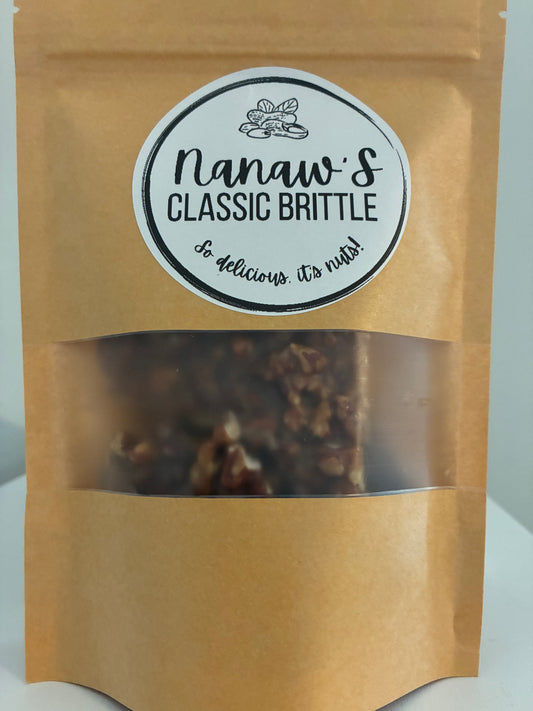 nanaw's
CLASSIC BRITTLE
So delicious, it's nuts!